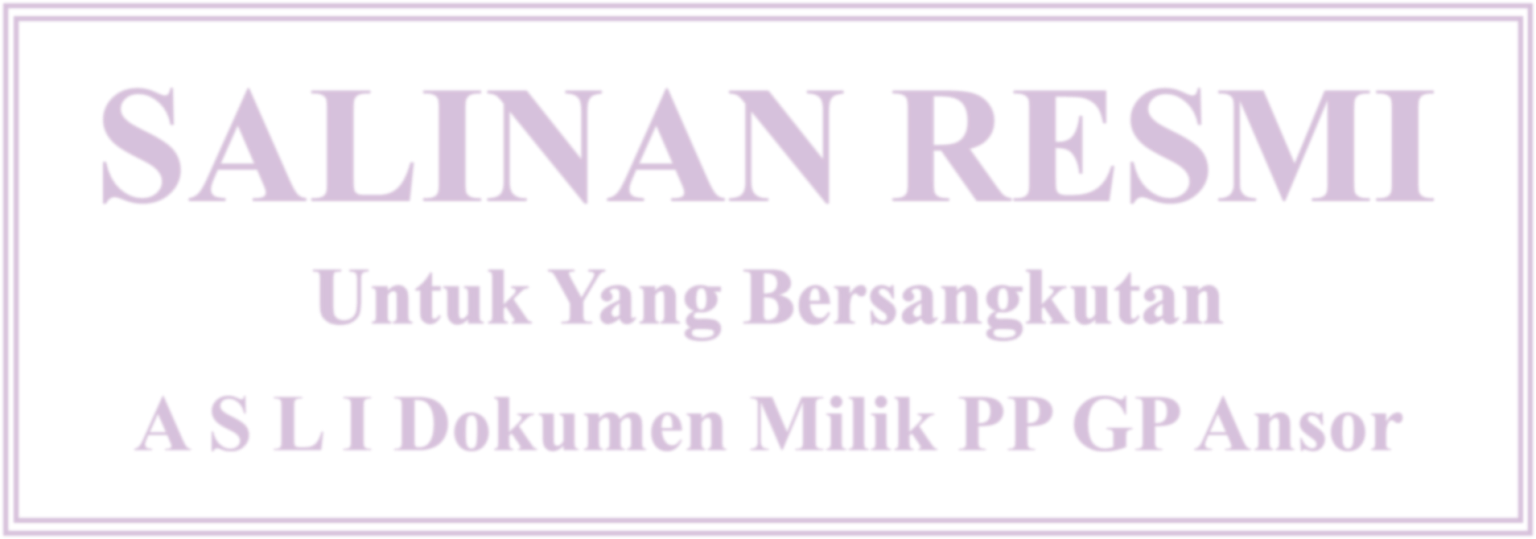 SALINAN RESMI
Untuk Yang Bersangkutan
A S L I Dokumen Milik PP GP Ansor